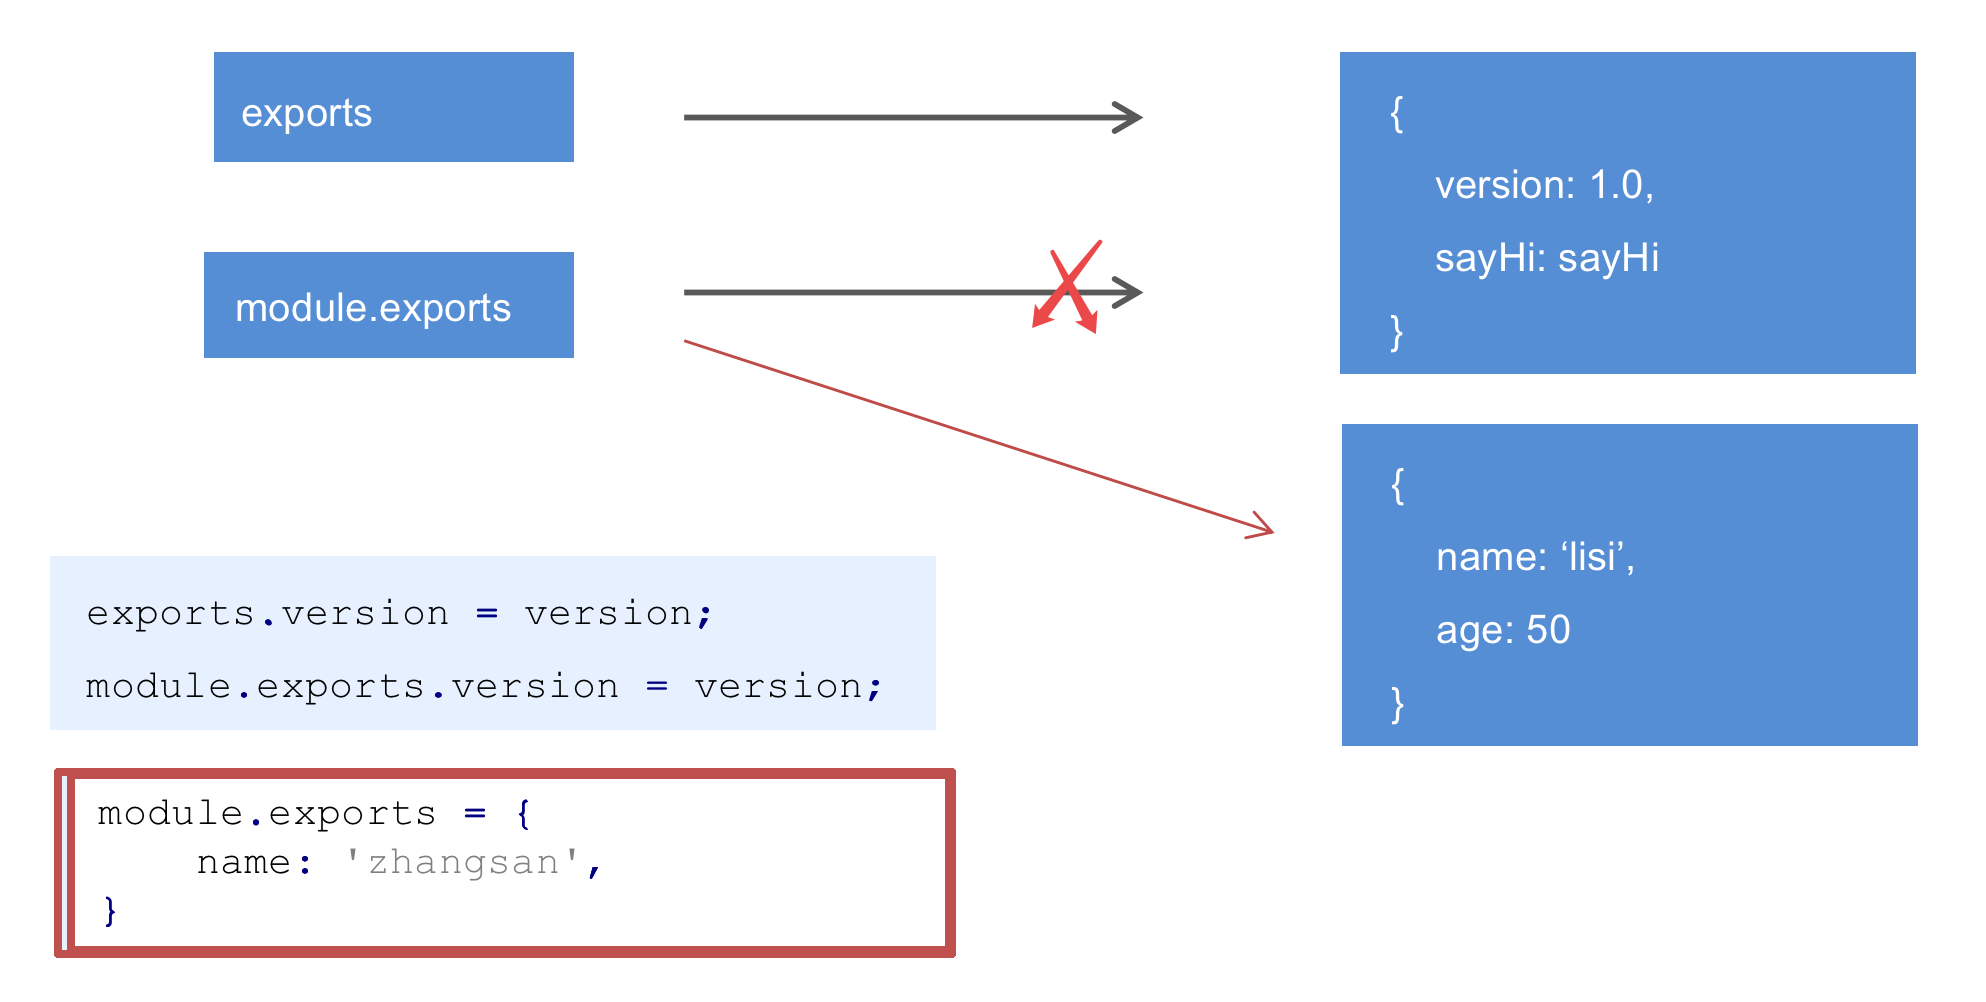 exports
module.exports
{
version: 1.0,
sayHi: sayHi
}
{
name: ‘lisi’,
age: 50
}
exports.version = version;
module.exports.version = version;
module.exports = {
name: 'zhangsan',
}